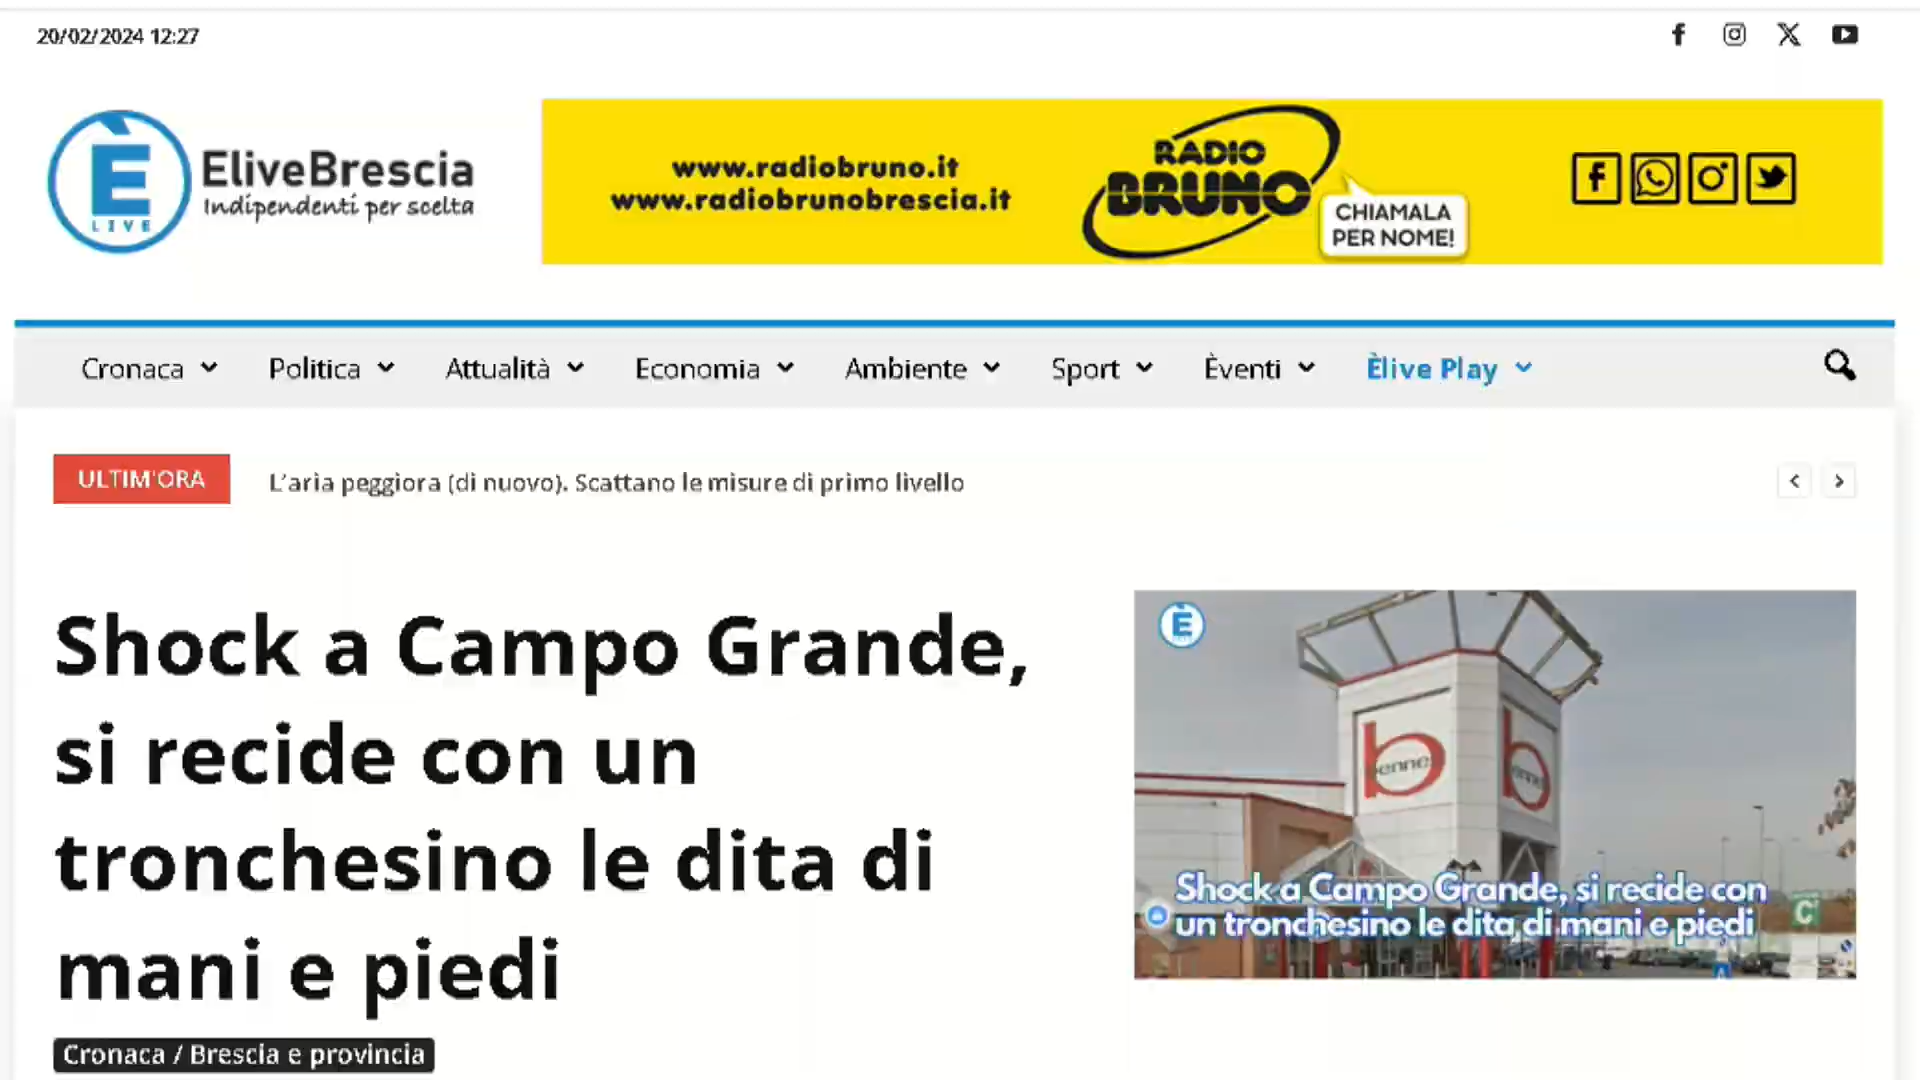 20/02/2024 12:27
È
LIVE
EliveBrescia
Indipendenti per scelta
www.radiobruno.it
www.radiobrunobrescia.it
RADIO
BRUNO
CHIAMALA
PER NOME!
Cronaca Politica Attualità Economia Ambiente Sport Èventi Èlive Play
ULTIM'ORA L'aria peggiora (di nuovo). Scattano le misure di primo livello
Shock a Campo Grande,
si recide con un
tronchesino le dita di
mani e piedi
Cronaca / Brescia e provincia
È
b
bennet
b
bennet
Shock a Campo Grande, si recide con
un tronchesino le dita di mani e piedi